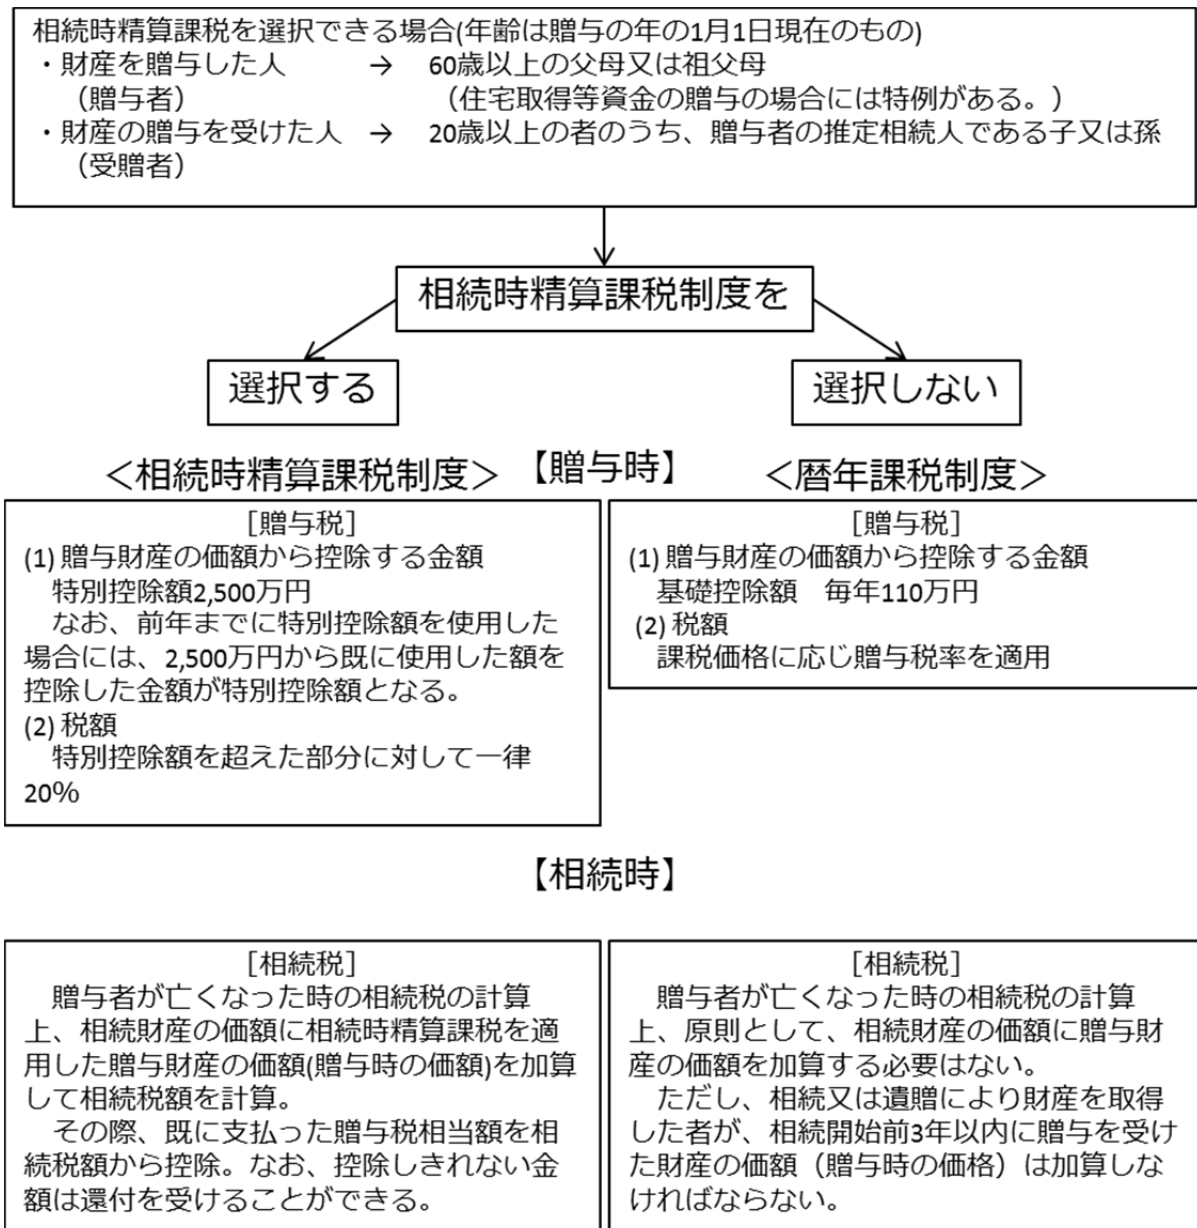 相続時精算課税を選択できる場合(年齢は贈与の年の1月1日現在のもの)
・財産を贈与した人 → 60歳以上の父母又は祖父母
（贈与者） （住宅取得等資金の贈与の場合には特例がある。）
・財産の贈与を受けた人 → 20歳以上の者のうち、贈与者の推定相続人である子又は孫
（受贈者）
相続時精算課税制度を
選択する
選択しない
【贈与時】
＜相続時精算課税制度＞
[贈与税]
(1) 贈与財産の価額から控除する金額
特別控除額2,500万円
なお、前年までに特別控除額を使用した
場合には、2,500万円から既に使用した額を
控除した金額が特別控除額となる。
(2) 税額
特別控除額を超えた部分に対して一律
20%
＜暦年課税制度＞
[贈与税]
(1) 贈与財産の価額から控除する金額
基礎控除額　毎年110万円
(2) 税額
課税価格に応じ贈与税率を適用
【相続時】
[相続税]
贈与者が亡くなった時の相続税の計算
上、相続財産の価額に相続時精算課税を適
用した贈与財産の価額(贈与時の価額)を加算
して相続税額を計算。
その際、既に支払った贈与税相当額を相
続税額から控除。なお、控除しきれない金
額は還付を受けることができる。
[相続税]
贈与者が亡くなった時の相続税の計算
上、原則として、相続財産の価額に贈与財
産の価額を加算する必要はない。
ただし、相続又は遺贈により財産を取得
した者が、相続開始前3年以内に贈与を受け
た財産の価額（贈与時の価格）は加算しな
ければならない。